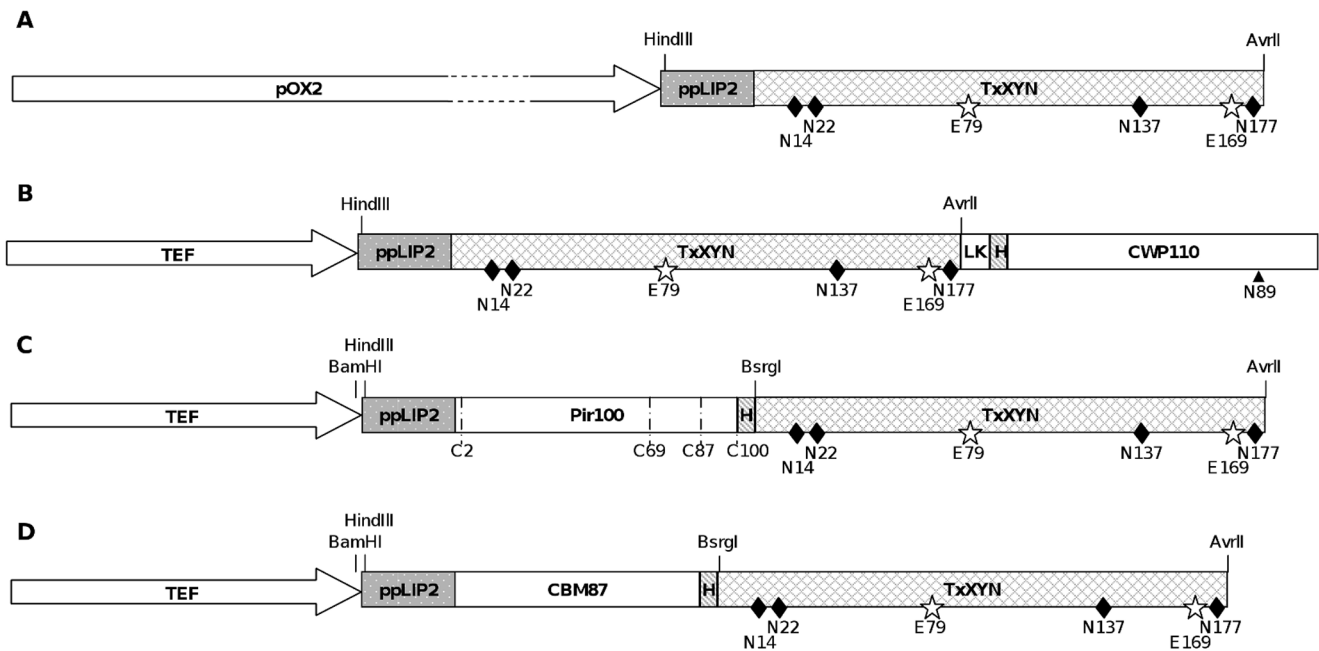 A
HindIII AvrII
pOX2 ppLIP2 TxXYN
N14 N22 E79 N137 E169 N177
B
HindIII AvrII
TEF ppLIP2 TxXYN LK H CWP110
N14 N22 E79 N137 E169 N177 N89
C
HindIII
BamHI BsrgI AvrII
TEF ppLIP2 Pir100 H TxXYN
C2 C69 C87 C100 N14 N22 E79 N137 E169 N177
D
HindIII
BamHI BsrgI AvrII
TEF ppLIP2 CBM87 H TxXYN
N14 N22 E79 N137 E169 N177